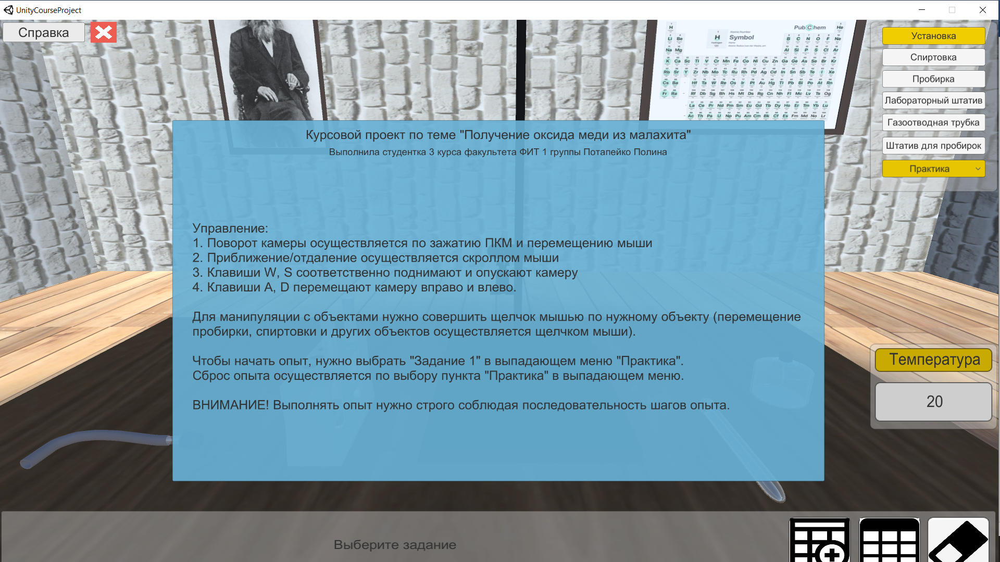 UnityCourseProject
Справка
PubChem
H
Symbol
Установка
Спиртовка
Пробирка
Лабораторный штатив
Газоотводная трубка
Штатив для пробирок
Практика
Курсовой проект по теме "Получение оксида меди из малахита"
Выполнила студентка 3 курса факультета ФИТ 1 группы Потапейко Полина
Управление:
1. Поворот камеры осуществляется по зажатию ПКМ и перемещению мыши
2. Приближение/отдаление осуществляется скроллом мыши
3. Клавиши W, S соответственно поднимают и опускают камеру
4. Клавиши A, D перемещают камеру вправо и влево.
Для манипуляции с объектами нужно совершить щелчок мышью по нужному объекту (перемещение
пробирки, спиртовки и других объектов осуществляется щелчком мыши).
Чтобы начать опыт, нужно выбрать "Задание 1" в выпадающем меню "Практика".
Сброс опыта осуществляется по выбору пункта "Практика" в выпадающем меню.
ВНИМАНИЕ! Выполнять опыт нужно строго соблюдая последовательность шагов опыта.
Температура
20
Выберите задание